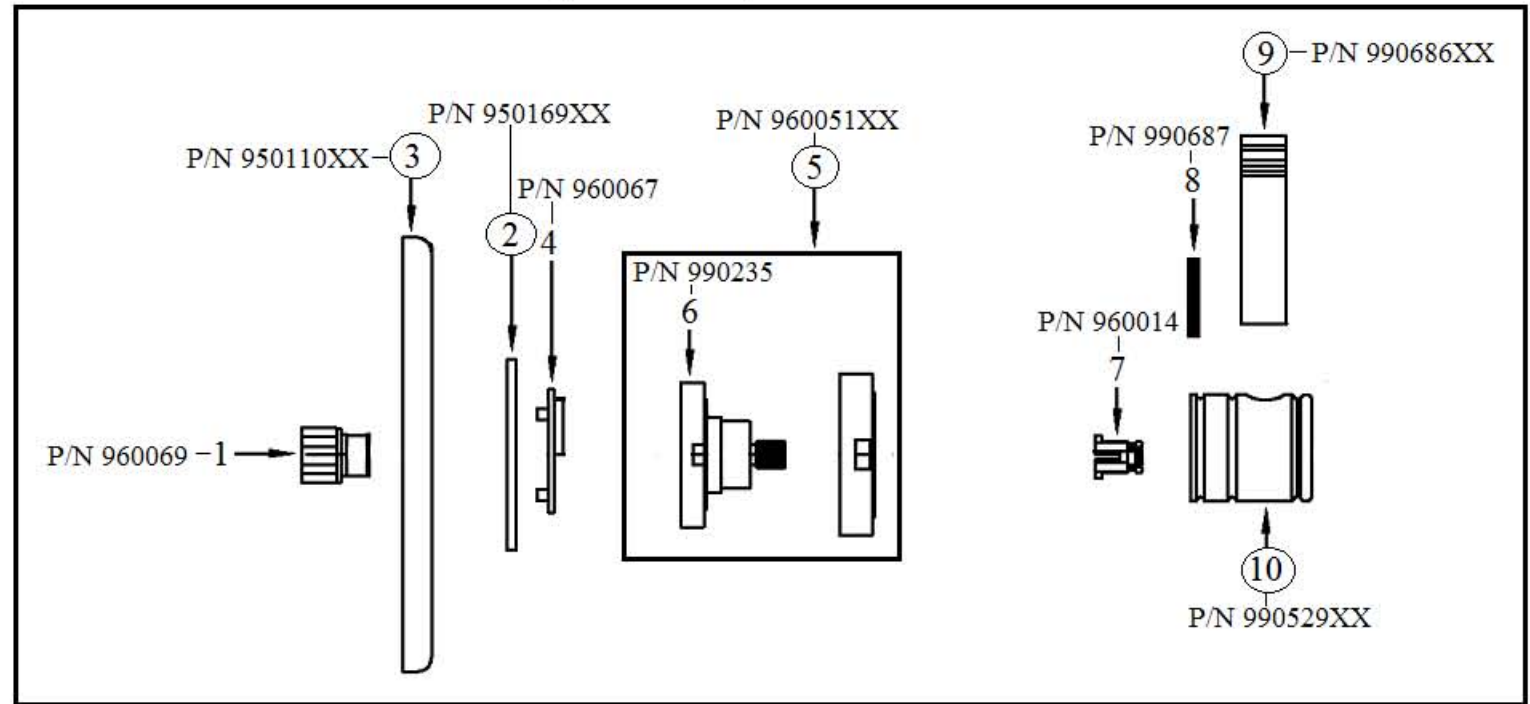 9 – P/N 990686XX
P/N 950169XX
P/N 960051XX
P/N 990687
P/N 950110XX – 3
5
8
P/N 960067
2
4
P/N 990235
6
P/N 960014
7
P/N 960069 – 1
10
P/N 990529XX